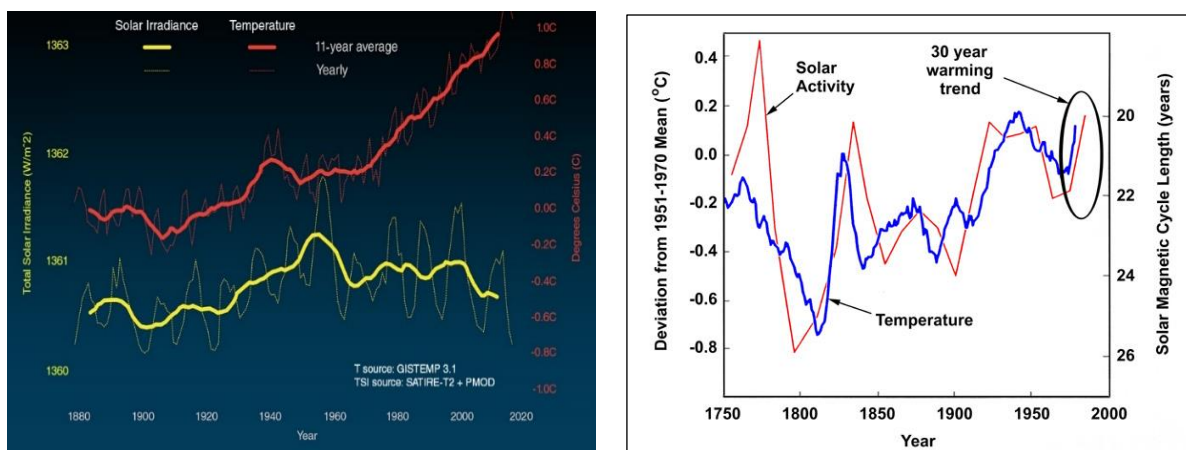 Solar Irradiance Temperature
11-year average
Yearly
1363
1362
1361
1360
Total Solar Irradiance (W/m^2)
1.0C
0.8C
0.6C
0.4C
0.2C
0.0C
-0.2C
-0.4C
-0.6C
-0.8C
-1.0C
Degrees Celsius (C)
T source: GISTEMP 3.1
TSI source: SATIRE-T2 + PMOD
1880 1900 1920 1940 1960 1980 2000 2020
Year
0.4
0.2
0.0
-0.2
-0.4
-0.6
-0.8
Deviation from 1951-1970 Mean (°C)
Solar
Activity
30 year
warming
trend
Temperature
20
22
24
26
Solar Magnetic Cycle Length (years)
1750 1800 1850 1900 1950 2000
Year